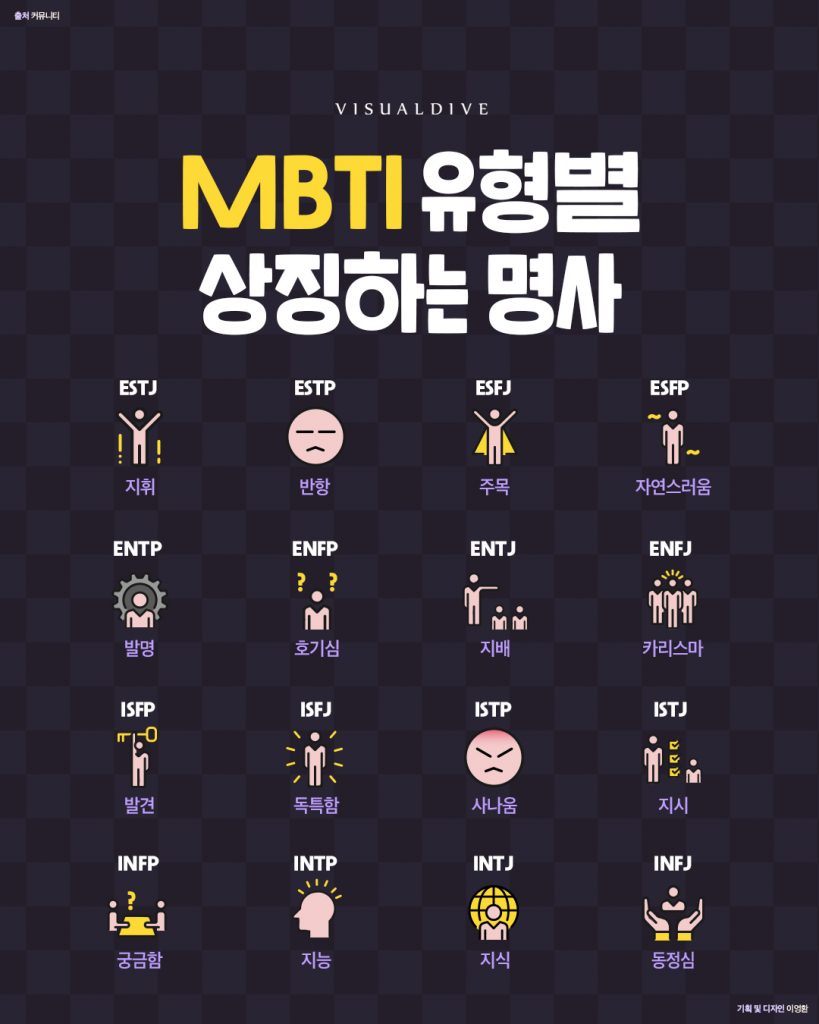 출처 커뮤니티
VISUALDIVE
MBTI 유형별
상징하는 명사
ESTJ ESTP ESFJ ESFP
지휘 반항 주목 자연스러움
ENTP ENFP ENTJ ENFJ
? ?
발명 호기심 지배 카리스마
ISFP ISFJ ISTP ISTJ
발견 독특함 사나움 지시
INFP INTP INTJ INFJ
?
궁금함 지능 지식 동정심
기획 및 디자인 이영환